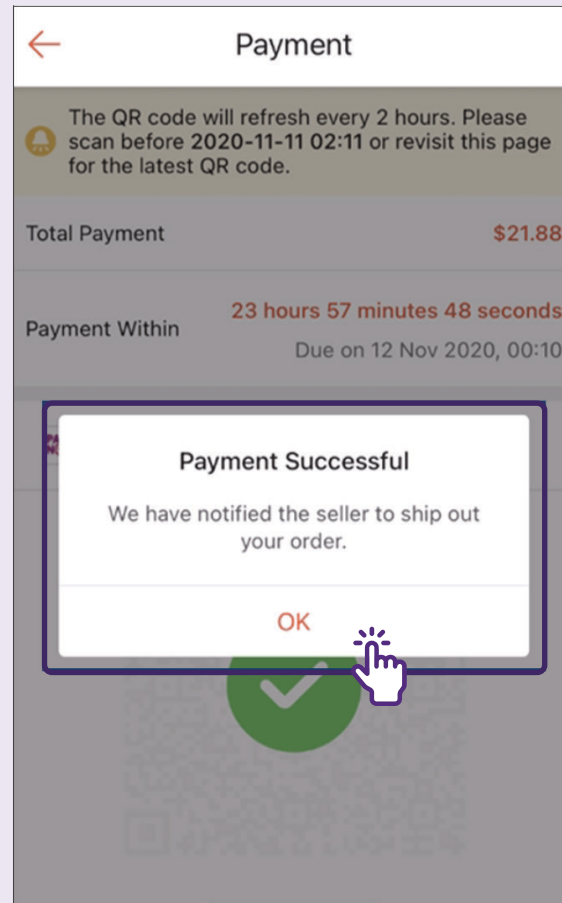 Payment
The QR code will refresh every 2 hours. Please
scan before 2020-11-11 02:11 or revisit this page
for the latest QR code.
Total Payment
$21.88
Payment Within
23 hours 57 minutes 48 seconds
Due on 12 Nov 2020, 00:10
Payment Successful
We have notified the seller to ship out
your order.
OK